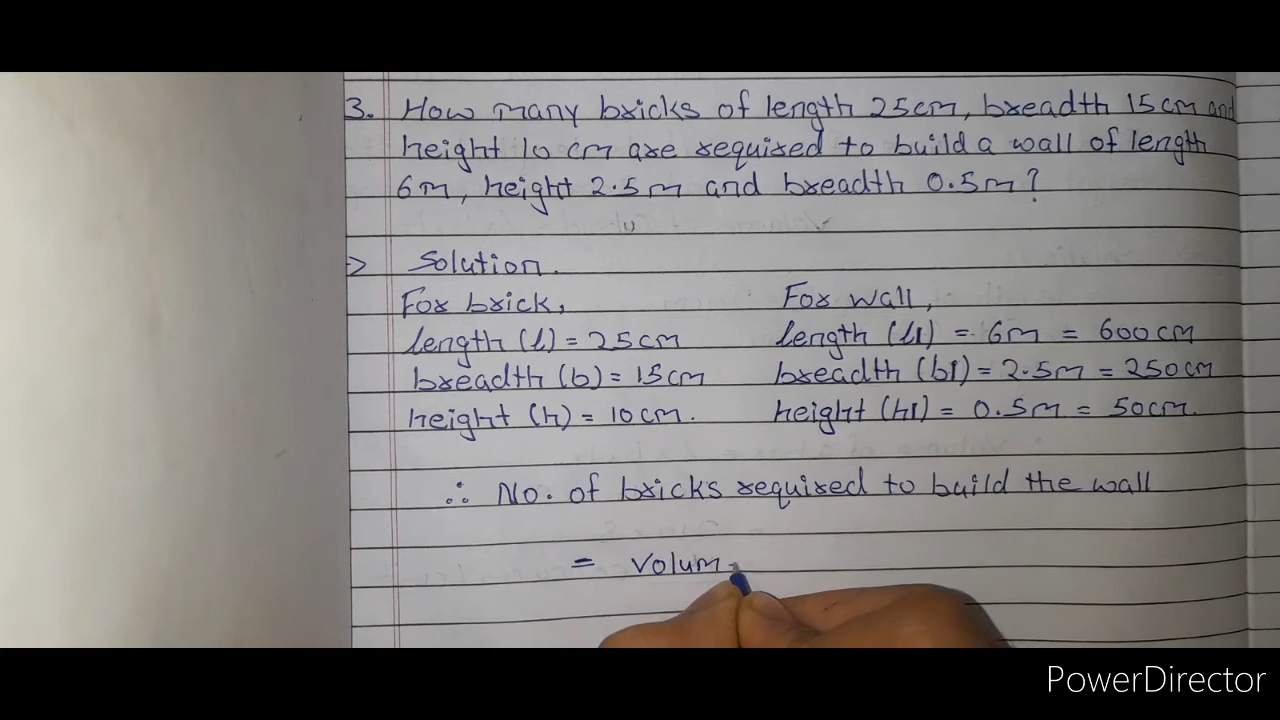 3. How many bricks of length 25cm, breadth 15cm and
height 10 cm are required to build a wall of length
6m, height 2.5m and breadth 0.5m?
-> Solution.
For brick,
length (l) = 25cm
breadth (b) = 15cm
height (h) = 10cm.
For wall,
length (l1) = 6m = 600cm
breadth (b1) = 2.5m = 250cm
height (h1) = 0.5m = 50cm.
∴ No. of bricks required to build the wall
= Volum
PowerDirector